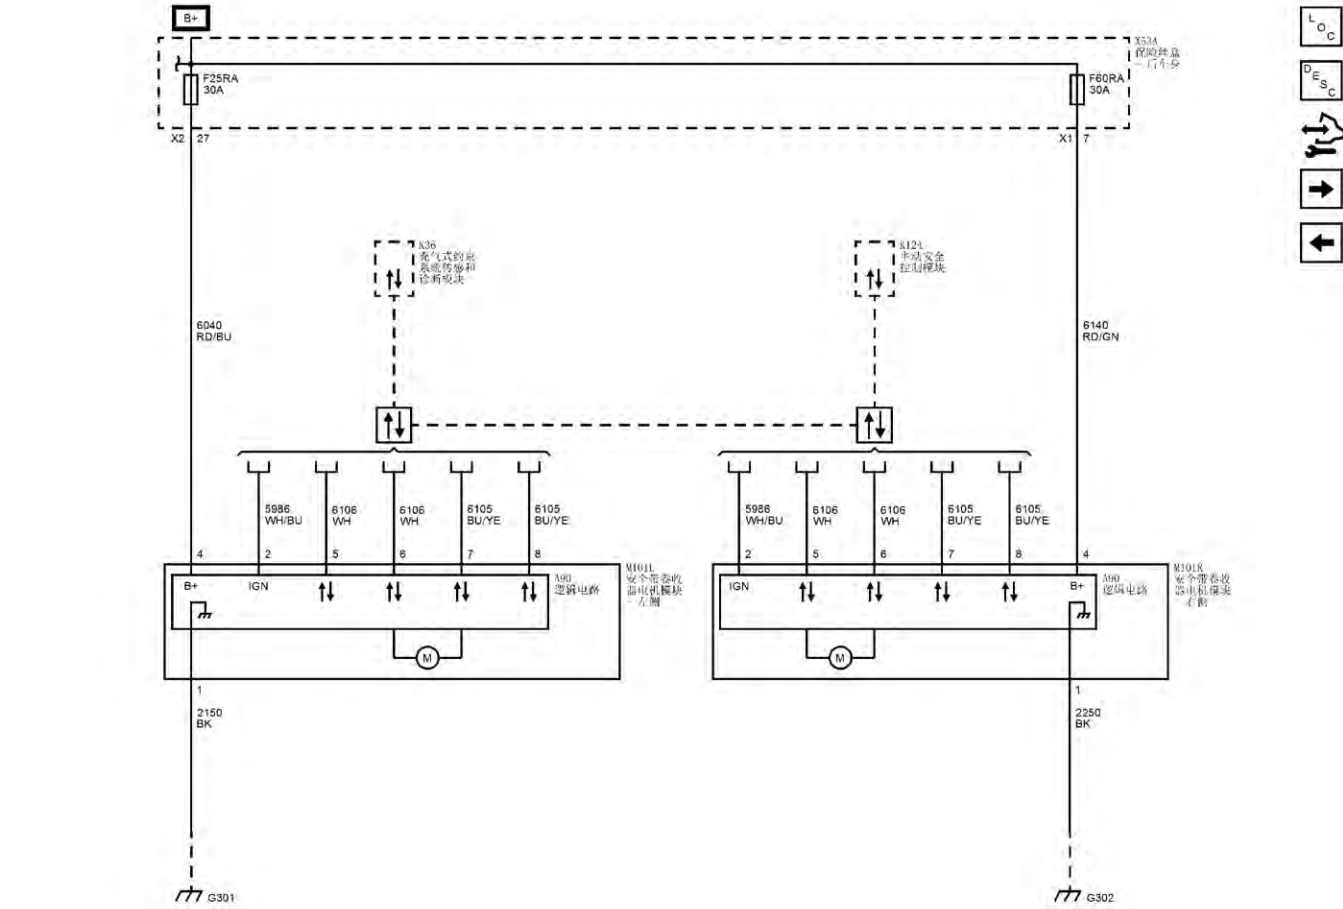 B+
X53A
保险丝盒
- 后车身
F25RA
30A
F60RA
30A
X2 27
X1 7
K36
充气式约束
系统传感和
诊断模块
K124
主动安全
控制模块
6040
RD/BU
6140
RD/GN
5986
WH/BU
6106
WH
6106
WH
6105
BU/YE
6105
BU/YE
5986
WH/BU
6106
WH
6106
WH
6105
BU/YE
6105
BU/YE
4 2 5 6 7 8
2 5 6 7 8 4
B+ IGN
A90
逻辑电路
M101L
安全带卷收
器电机模块
- 左侧
M
IGN B+
A90
逻辑电路
M101R
安全带卷收
器电机模块
- 右侧
M
1
2150
BK
1
2250
BK
G301
G302
LOC
DESC